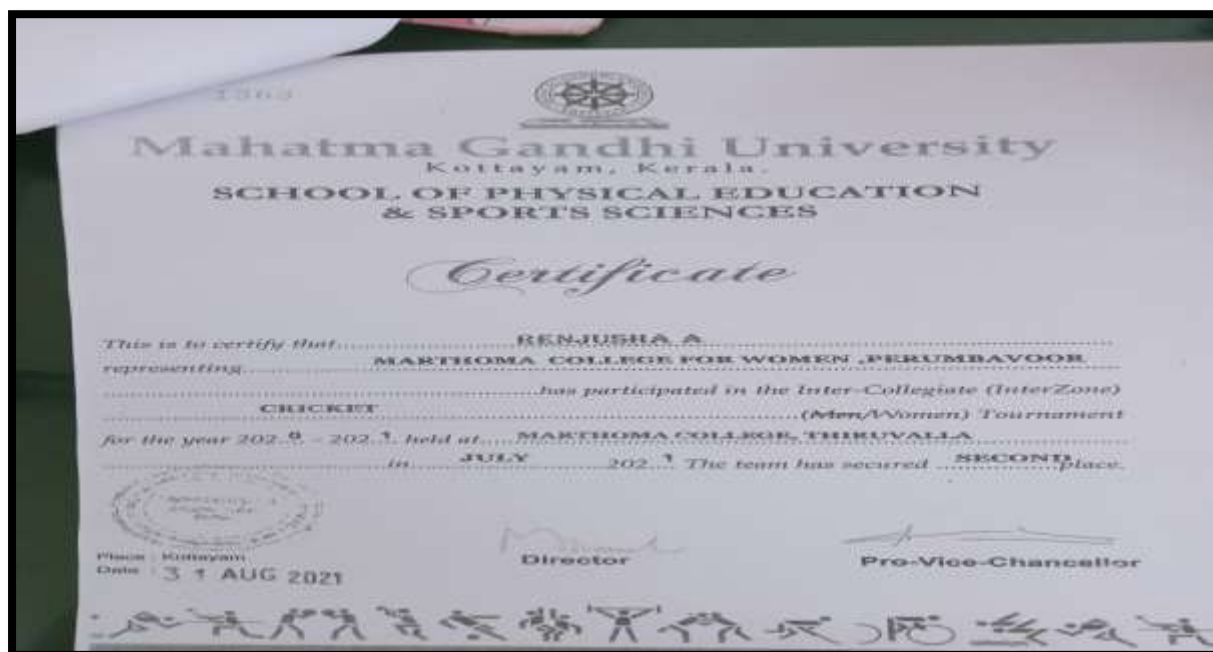 1363
Mahatma Gandhi University
Kottayam, Kerala.
SCHOOL OF PHYSICAL EDUCATION
& SPORTS SCIENCES
Certificate
This is to certify that RENJUSHA A
representing MARTHOMA COLLEGE FOR WOMEN ,PERUMBAVOOR
has participated in the Inter-Collegiate (InterZone)
CRICKET (Men/Women) Tournament
for the year 2020 - 2021 held at MARTHOMA COLLEGE, THIRUVALLA
in JULY 2021 The team has secured SECOND place.
Place : Kottayam
Date : 31 AUG 2021
Director
Pro-Vice-Chancellor